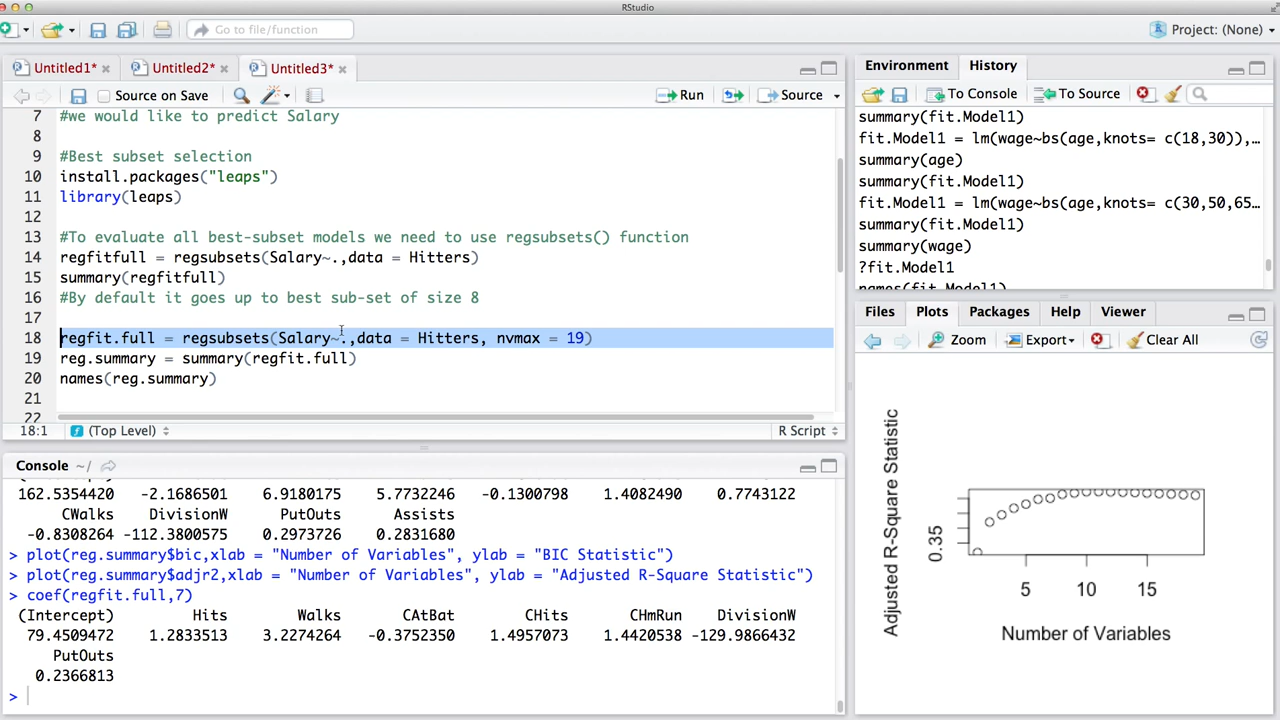 RStudio
Go to file/function
Project: (None)
Untitled1*
Untitled2*
Untitled3*
Source on Save
Run
Source
7 #we would like to predict Salary
8
9 #Best subset selection
10 install.packages("leaps")
11 library(leaps)
12
13 #To evaluate all best-subset models we need to use regsubsets() function
14 regfitfull = regsubsets(Salary~.,data = Hitters)
15 summary(regfitfull)
16 #By default it goes up to best sub-set of size 8
17
18 regfit.full = regsubsets(Salary~.,data = Hitters, nvmax = 19)
19 reg.summary = summary(regfit.full)
20 names(reg.summary)
21
22
18:1 (Top Level) R Script
Console ~/
162.5354420 -2.1686501 6.9180175 5.7732246 -0.1300798 1.4082490 0.7743122
CWalks DivisionW PutOuts Assists
-0.8308264 -112.3800575 0.2973726 0.2831680
> plot(reg.summary$bic,xlab = "Number of Variables", ylab = "BIC Statistic")
> plot(reg.summary$adjr2,xlab = "Number of Variables", ylab = "Adjusted R-Square Statistic")
> coef(regfit.full,7)
(Intercept) Hits Walks CAtBat CHits CHmRun DivisionW
79.4509472 1.2833513 3.2274264 -0.3752350 1.4957073 1.4420538 -129.9866432
PutOuts
0.2366813
>
Environment History
To Console To Source
summary(fit.Model1)
fit.Model1 = lm(wage~bs(age,knots= c(18,30)),…
summary(age)
summary(fit.Model1)
fit.Model1 = lm(wage~bs(age,knots= c(30,50,65…
summary(fit.Model1)
summary(wage)
?fit.Model1
names(fit.Model1)
Files Plots Packages Help Viewer
Zoom Export Clear All
Adjusted R-Square Statistic
0.35
5 10 15
Number of Variables